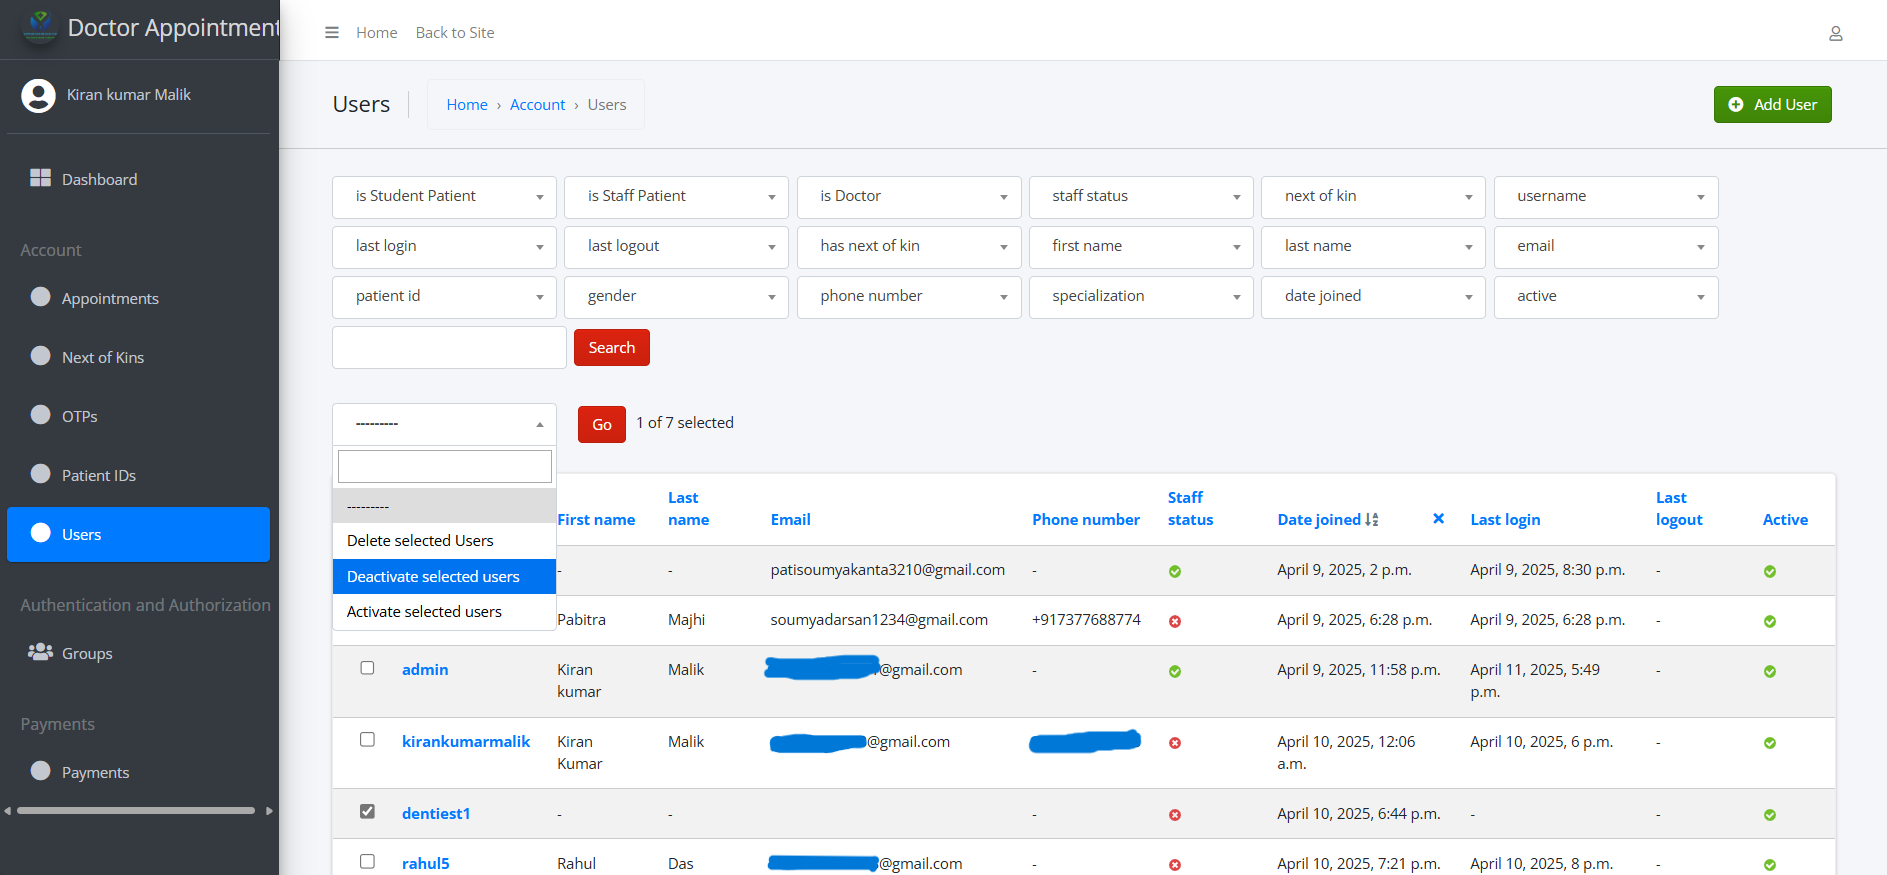 Doctor Appointment
Home Back to Site
Kiran kumar Malik
Users
Home › Account › Users
Add User
Dashboard
Account
Appointments
Next of Kins
OTPs
Patient IDs
Users
Authentication and Authorization
Groups
Payments
Payments
is Student Patient is Staff Patient is Doctor staff status next of kin username
last login last logout has next of kin first name last name email
patient id gender phone number specialization date joined active
Search
--------- Go 1 of 7 selected
---------
Delete selected Users
Deactivate selected users
Activate selected users
First name Last name Email Phone number Staff status Date joined Last login Last logout Active
- - patisoumyakanta3210@gmail.com - April 9, 2025, 2 p.m. April 9, 2025, 8:30 p.m. -
Pabitra Majhi soumyadarsan1234@gmail.com +917377688774 April 9, 2025, 6:28 p.m. April 9, 2025, 6:28 p.m. -
admin Kiran kumar Malik @gmail.com - April 9, 2025, 11:58 p.m. April 11, 2025, 5:49 p.m. -
kirankumarmalik Kiran Kumar Malik @gmail.com April 10, 2025, 12:06 a.m. April 10, 2025, 6 p.m. -
dentiest1 - - - April 10, 2025, 6:44 p.m. - -
rahul5 Rahul Das @gmail.com - April 10, 2025, 7:21 p.m. April 10, 2025, 8 p.m. -